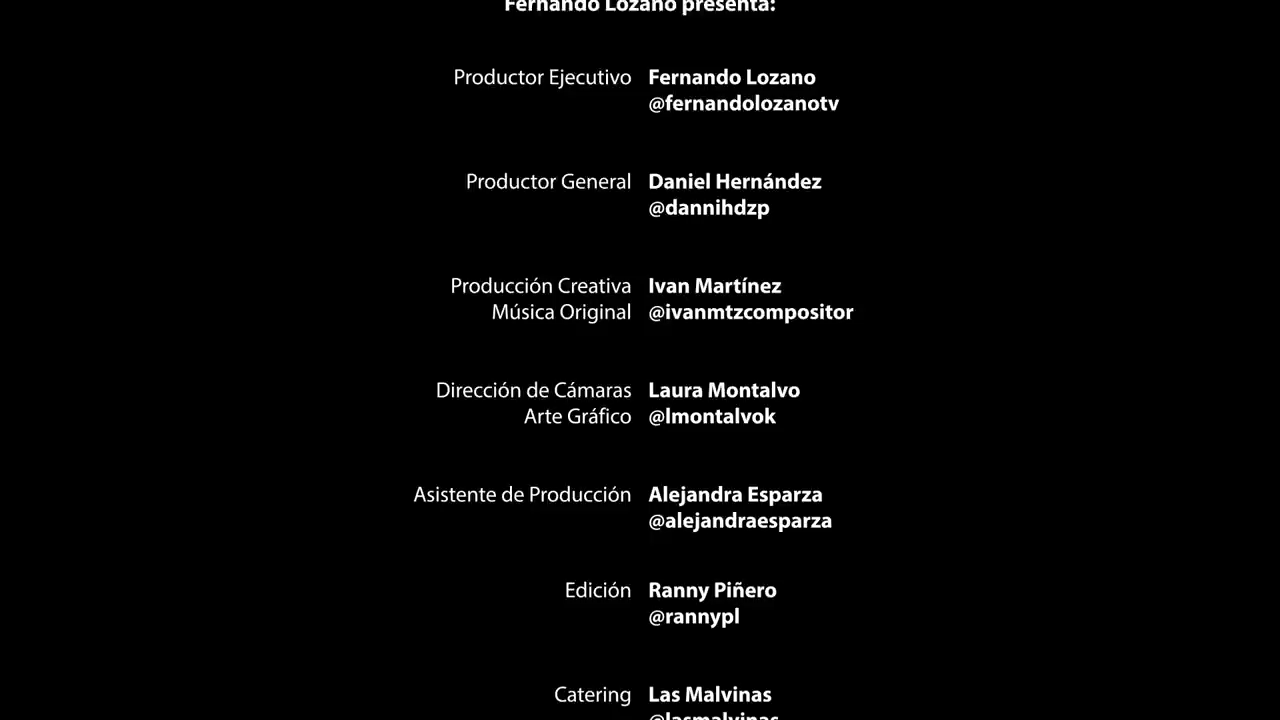 Fernando Lozano presenta:
Productor Ejecutivo Fernando Lozano
@fernandolozanotv
Productor General Daniel Hernández
@dannihdzp
Producción Creativa Ivan Martínez
Música Original @ivanmtzcompositor
Dirección de Cámaras Laura Montalvo
Arte Gráfico @lmontalvok
Asistente de Producción Alejandra Esparza
@alejandraesparza
Edición Ranny Piñero
@rannypl
Catering Las Malvinas
@lasmalvinas